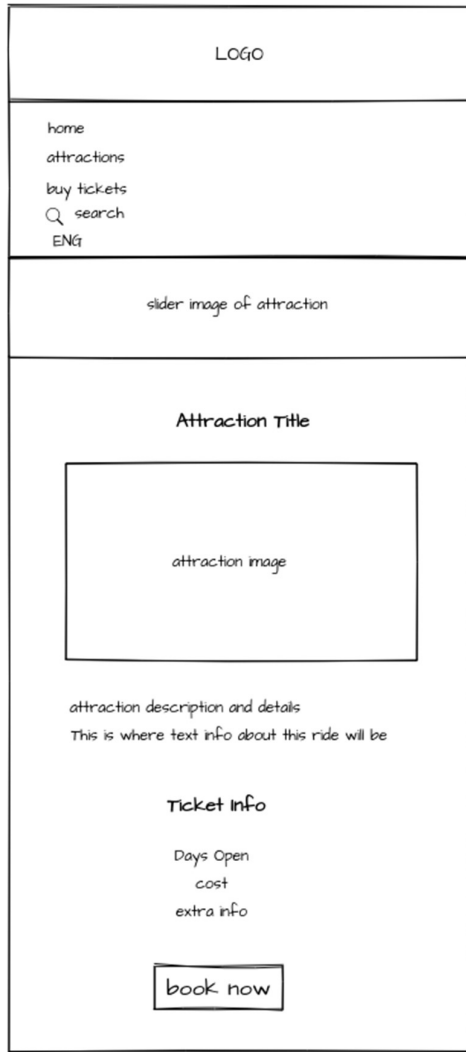 LOGO
home
attractions
buy tickets
search
ENG
slider image of attraction
Attraction Title
attraction image
attraction description and details
This is where text info about this ride will be
Ticket Info
Days Open
cost
extra info
book now